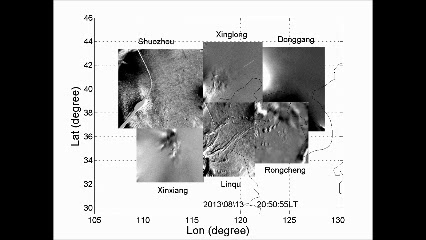 46
Xinglong
Shuozhou
Donggang
44
42
40
38
36
34
32
30
Lat (degree)
Xinxiang
Linqu
Rongcheng
2013\08\13 20:50:55LT
105 110 115 120 125 130
Lon (degree)